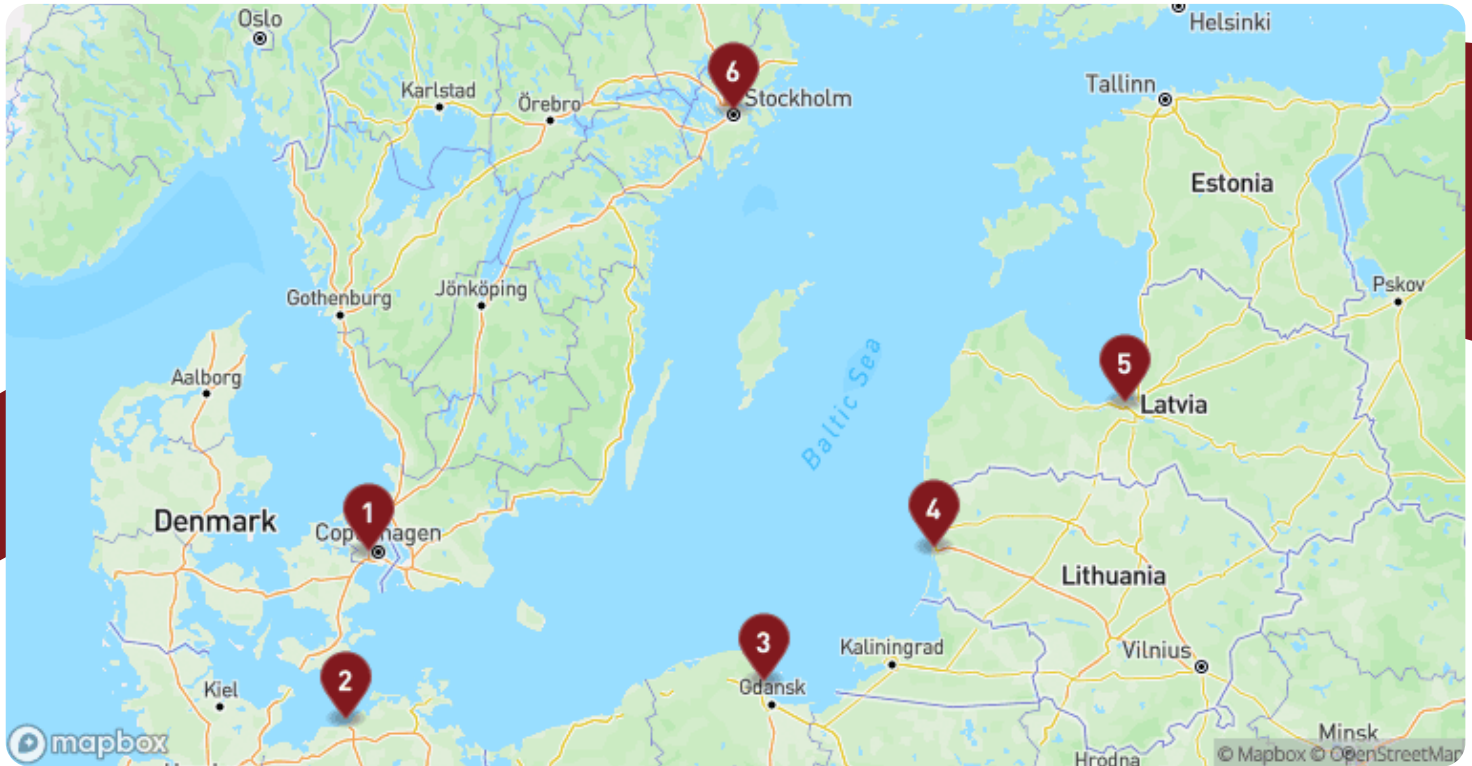 Oslo
Helsinki
6
Karlstad
Örebro
Stockholm
Tallinn
Estonia
Gothenburg
Jönköping
Pskov
Aalborg
Baltic Sea
5
Latvia
1
4
Denmark
Copenhagen
Lithuania
3
Kaliningrad
Vilnius
2
Kiel
Gdansk
Minsk
mapbox
© Mapbox © OpenStreetMap
Hrodna